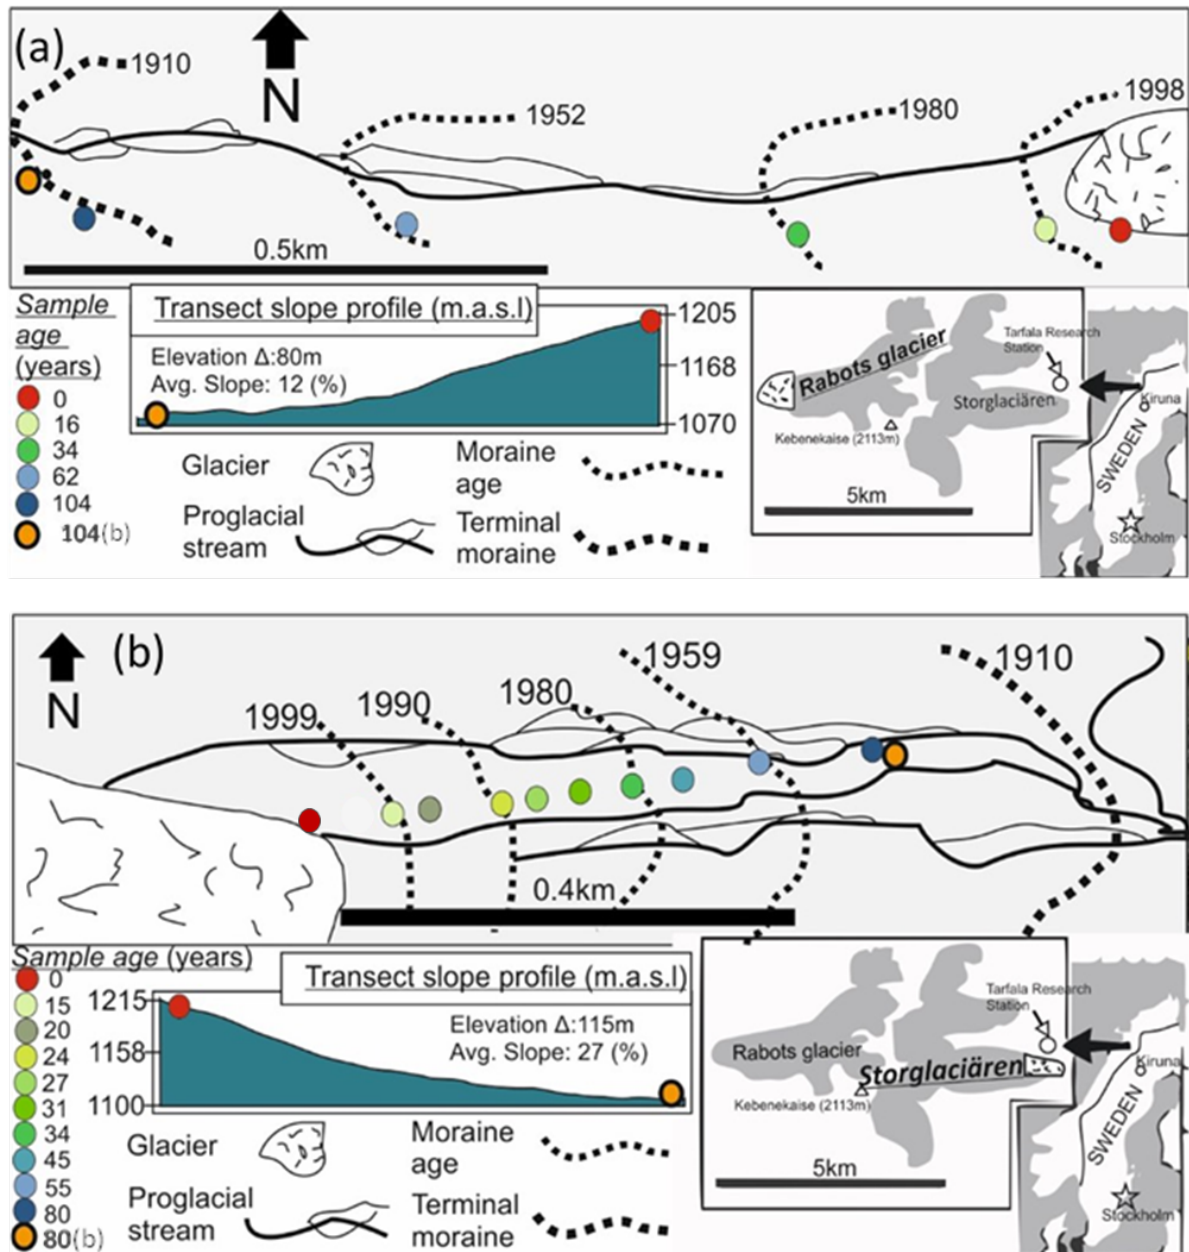 (a)
N
1910
1952
1980
1998
0.5km
Sample
age
(years)
0
16
34
62
104
104(b)
Transect slope profile (m.a.s.l)
Elevation Δ:80m
Avg. Slope: 12 (%)
1205
1168
1070
Glacier
Moraine
age
Proglacial
stream
Terminal
moraine
Rabots glacier
Tarfala Research
Station
Storglaciären
Kebenekaise (2113m)
5km
Kiruna
SWEDEN
Stockholm
(b)
N
1999
1990
1980
1959
1910
0.4km
Sample age (years)
0
15
20
24
27
31
34
45
55
80
80(b)
Transect slope profile (m.a.s.l)
Elevation Δ:115m
Avg. Slope: 27 (%)
1215
1158
1100
Glacier
Moraine
age
Proglacial
stream
Terminal
moraine
Tarfala Research
Station
Rabots glacier
Storglaciären
Kebenekaise (2113m)
5km
Kiruna
SWEDEN
Stockholm